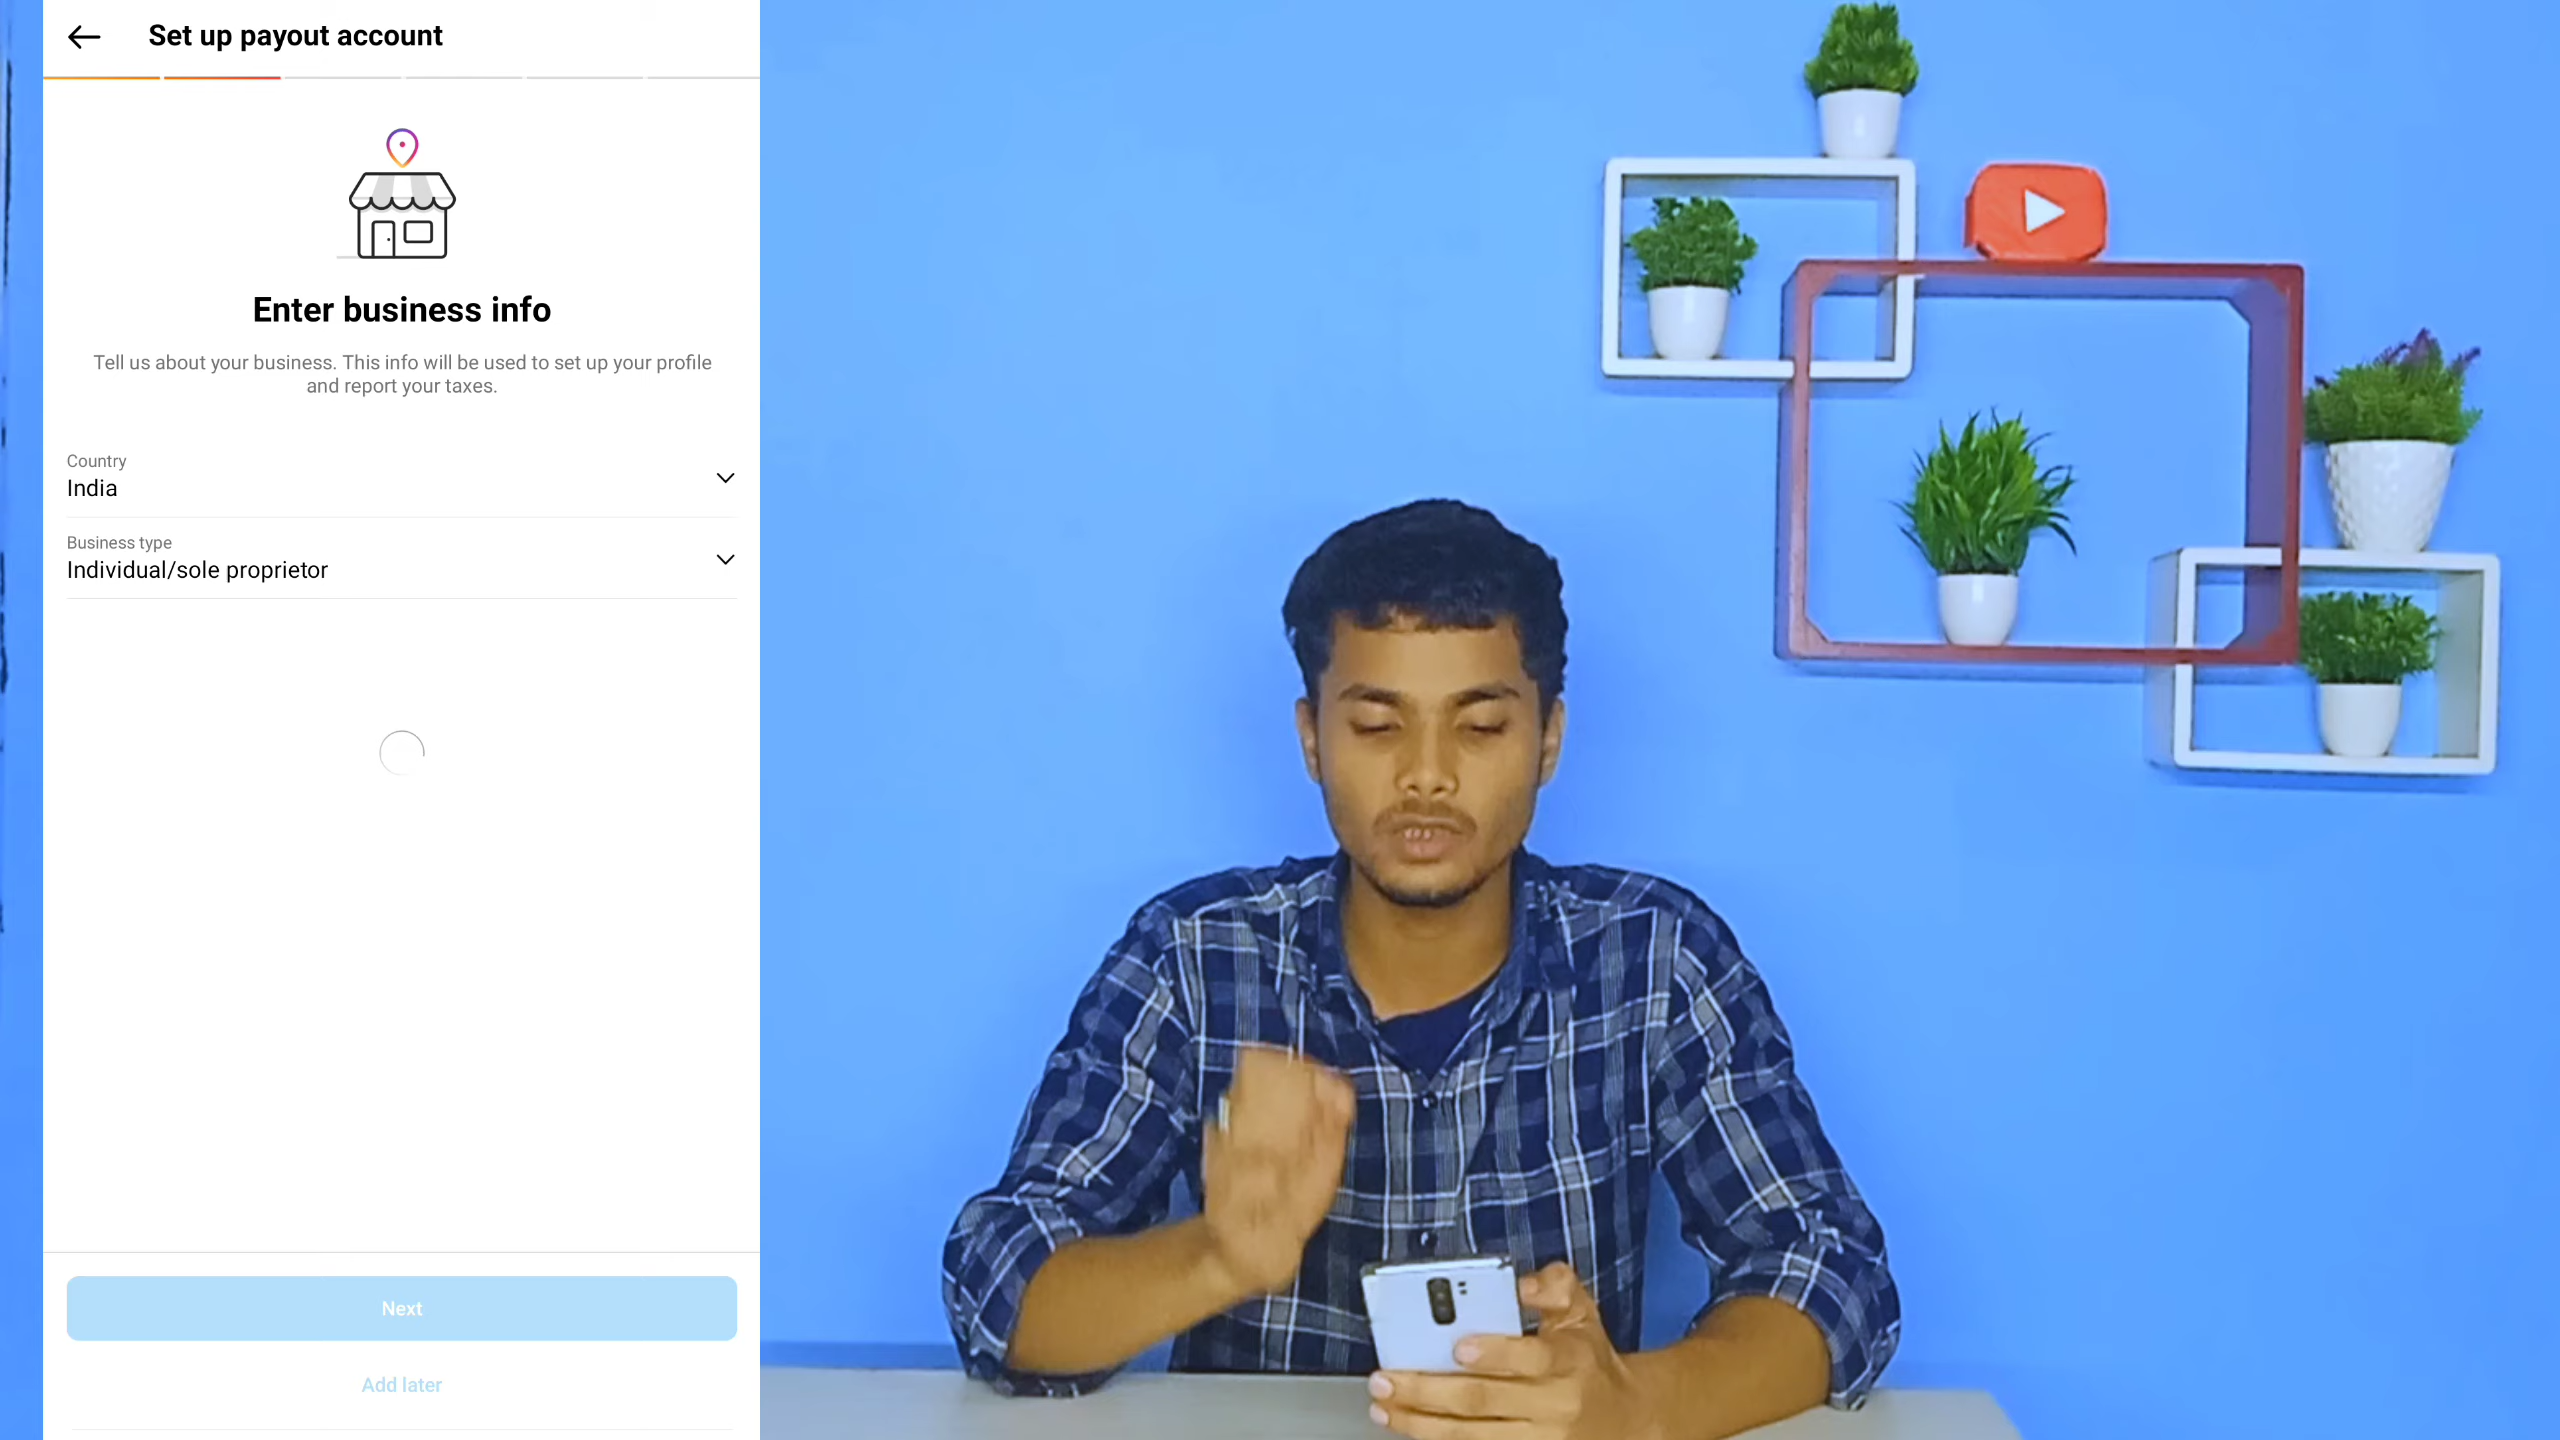 Set up payout account
Enter business info
Tell us about your business. This info will be used to set up your profile
and report your taxes.
Country
India
Business type
Individual/sole proprietor
Next
Add later